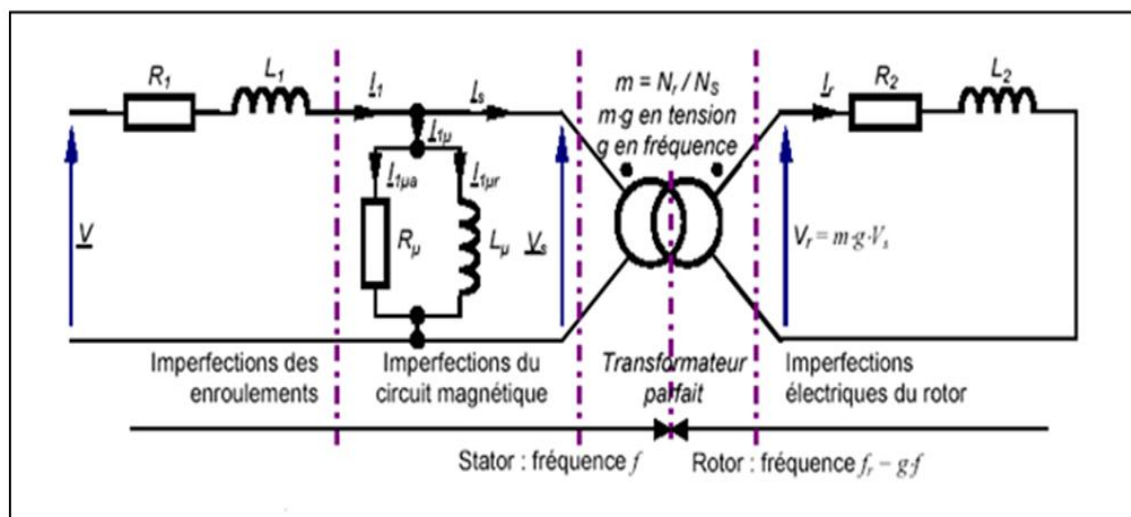 R₁
L₁
I₁
Iₛ
I₁μ
I₁μa
I₁μr
Rμ
Lμ
V
Vₛ
m = Nᵣ / Nₛ
m·g en tension
g en fréquence
Iᵣ
R₂
L₂
Vᵣ = m·g·Vₛ
Imperfections des
enroulements
Imperfections du
circuit magnétique
Transformateur
parfait
Imperfections
électriques du rotor
Stator : fréquence f
Rotor : fréquence fᵣ – g·f